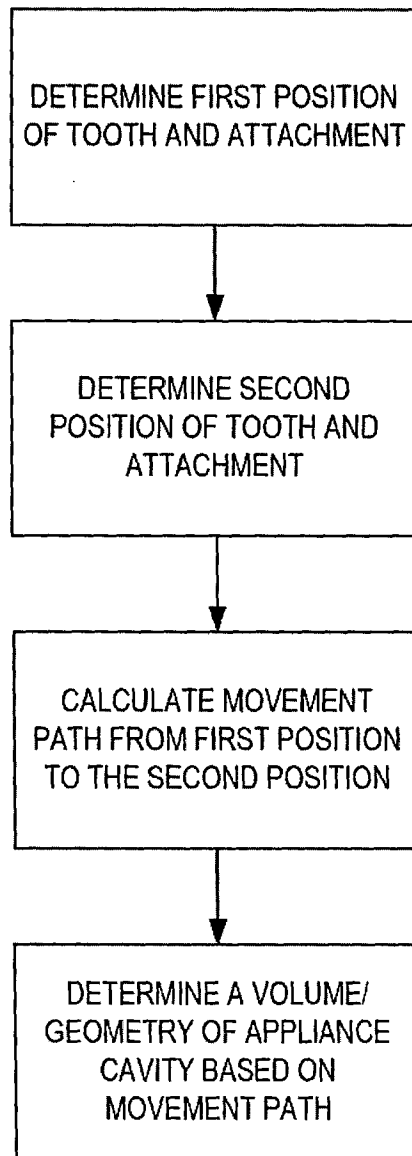 DETERMINE FIRST POSITION
OF TOOTH AND ATTACHMENT
DETERMINE SECOND
POSITION OF TOOTH AND
ATTACHMENT
CALCULATE MOVEMENT
PATH FROM FIRST POSITION
TO THE SECOND POSITION
DETERMINE A VOLUME/
GEOMETRY OF APPLIANCE
CAVITY BASED ON
MOVEMENT PATH